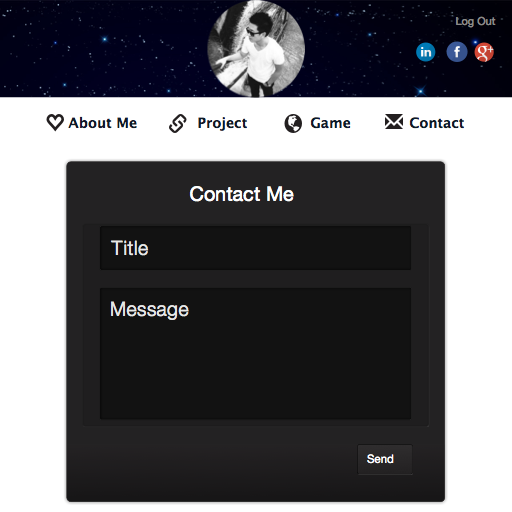 Log Out
in f g+
About Me Project Game Contact
Contact Me
Title
Message
Send